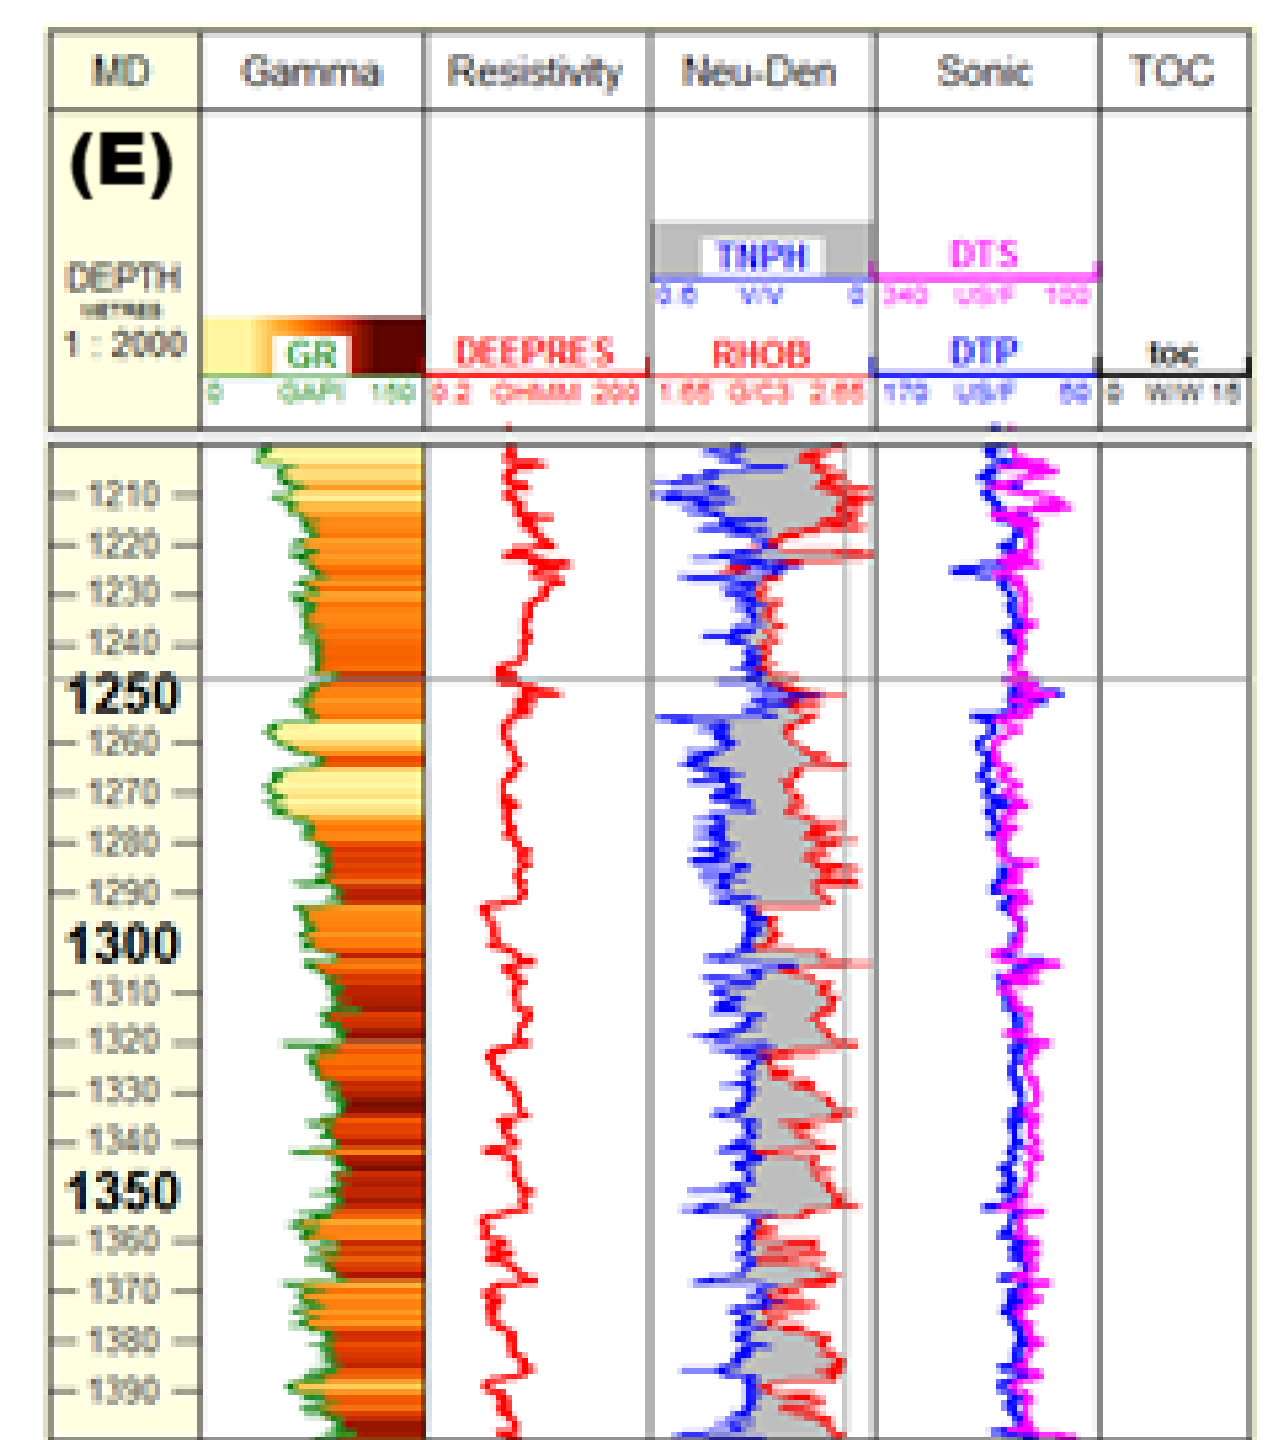 MD Gamma Resistivity Neu-Den Sonic TOC
(E)
TNPH DTS
DEPTH
0.6 V/V 0 340 US/F 100
METRES
1 : 2000 GR DEEPRES RHOB DTP toc
0 GAPI 150 0.2 OHMM 200 1.65 G/C3 2.65 170 US/F 50 0 W/W 15
1210
1220
1230
1240
1250
1260
1270
1280
1290
1300
1310
1320
1330
1340
1350
1360
1370
1380
1390